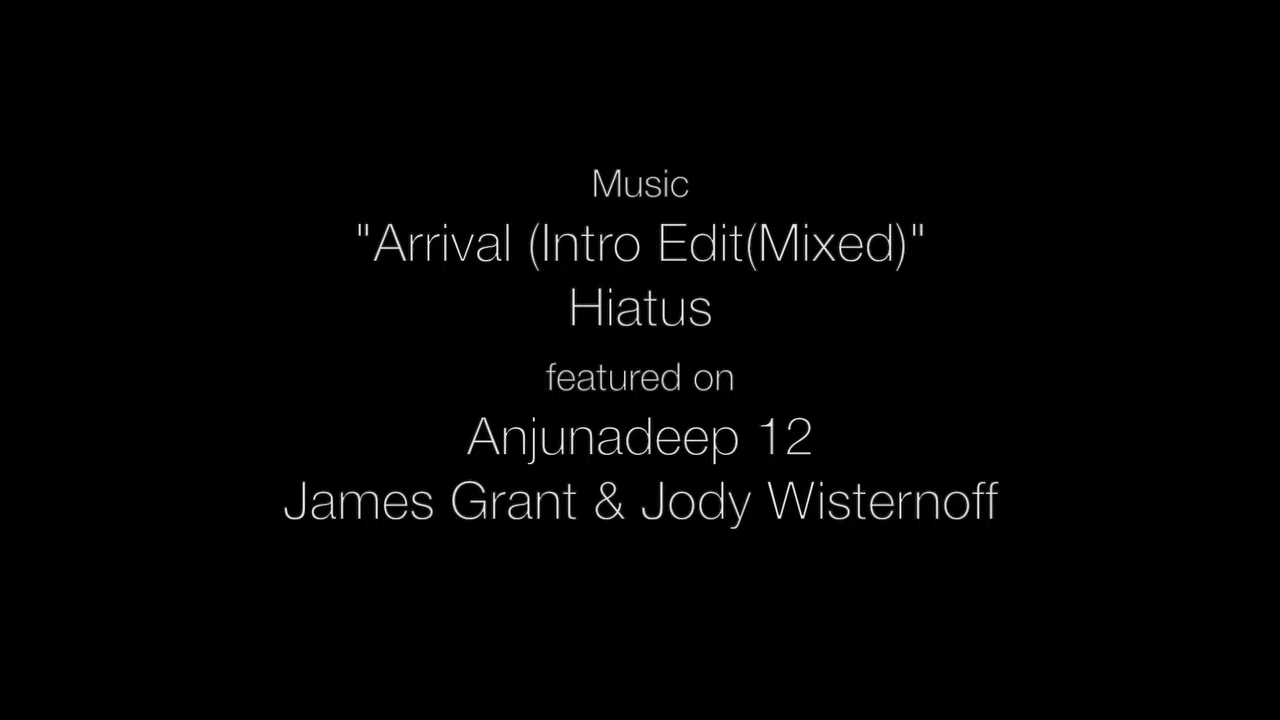 Music
"Arrival (Intro Edit(Mixed)"
Hiatus
featured on
Anjunadeep 12
James Grant & Jody Wisternoff